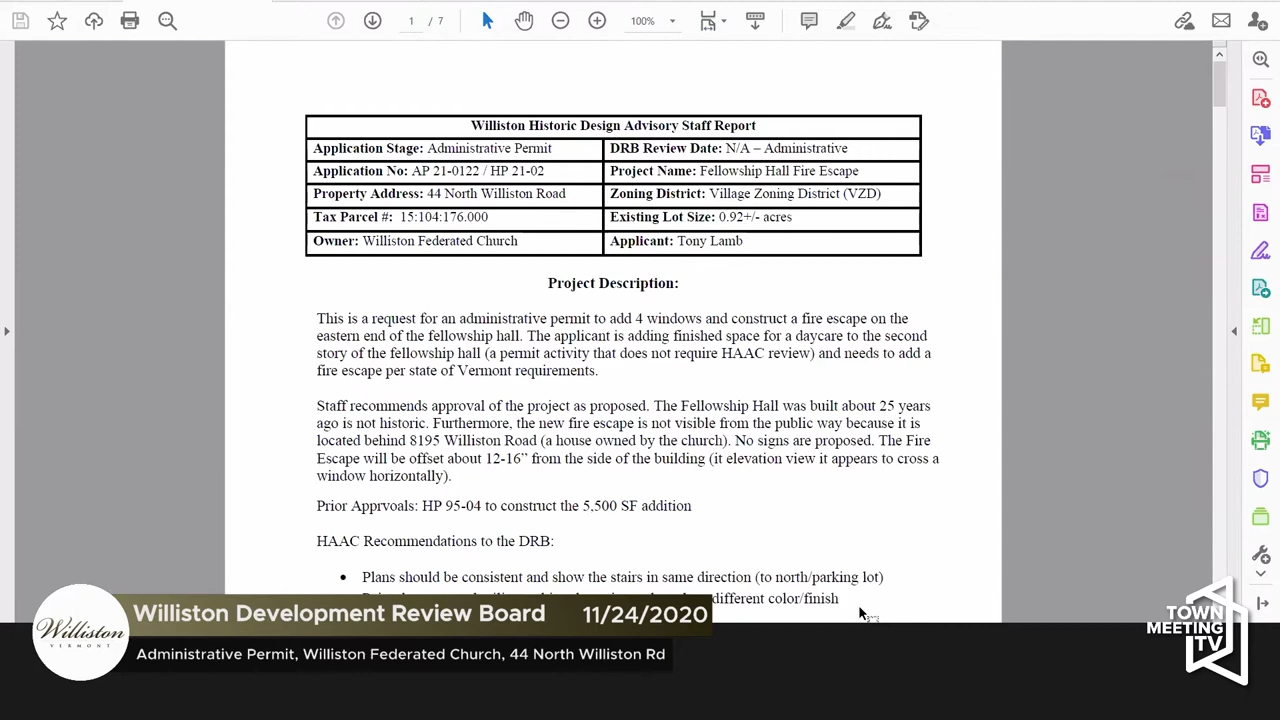 1 / 7
100%
Williston Historic Design Advisory Staff Report
Application Stage: Administrative Permit
DRB Review Date: N/A – Administrative
Application No: AP 21-0122 / HP 21-02
Project Name: Fellowship Hall Fire Escape
Property Address: 44 North Williston Road
Zoning District: Village Zoning District (VZD)
Tax Parcel #: 15:104:176.000
Existing Lot Size: 0.92+/- acres
Owner: Williston Federated Church
Applicant: Tony Lamb
Project Description:
This is a request for an administrative permit to add 4 windows and construct a fire escape on the
eastern end of the fellowship hall. The applicant is adding finished space for a daycare to the second
story of the fellowship hall (a permit activity that does not require HAAC review) and needs to add a
fire escape per state of Vermont requirements.
Staff recommends approval of the project as proposed. The Fellowship Hall was built about 25 years
ago is not historic. Furthermore, the new fire escape is not visible from the public way because it is
located behind 8195 Williston Road (a house owned by the church). No signs are proposed. The Fire
Escape will be offset about 12-16” from the side of the building (it elevation view it appears to cross a
window horizontally).
Prior Apprvoals: HP 95-04 to construct the 5,500 SF addition
HAAC Recommendations to the DRB:
• Plans should be consistent and show the stairs in same direction (to north/parking lot)
different color/finish
Williston Development Review Board 11/24/2020
Williston
VERMONT
Administrative Permit, Williston Federated Church, 44 North Williston Rd
TOWN
MEETING
TV